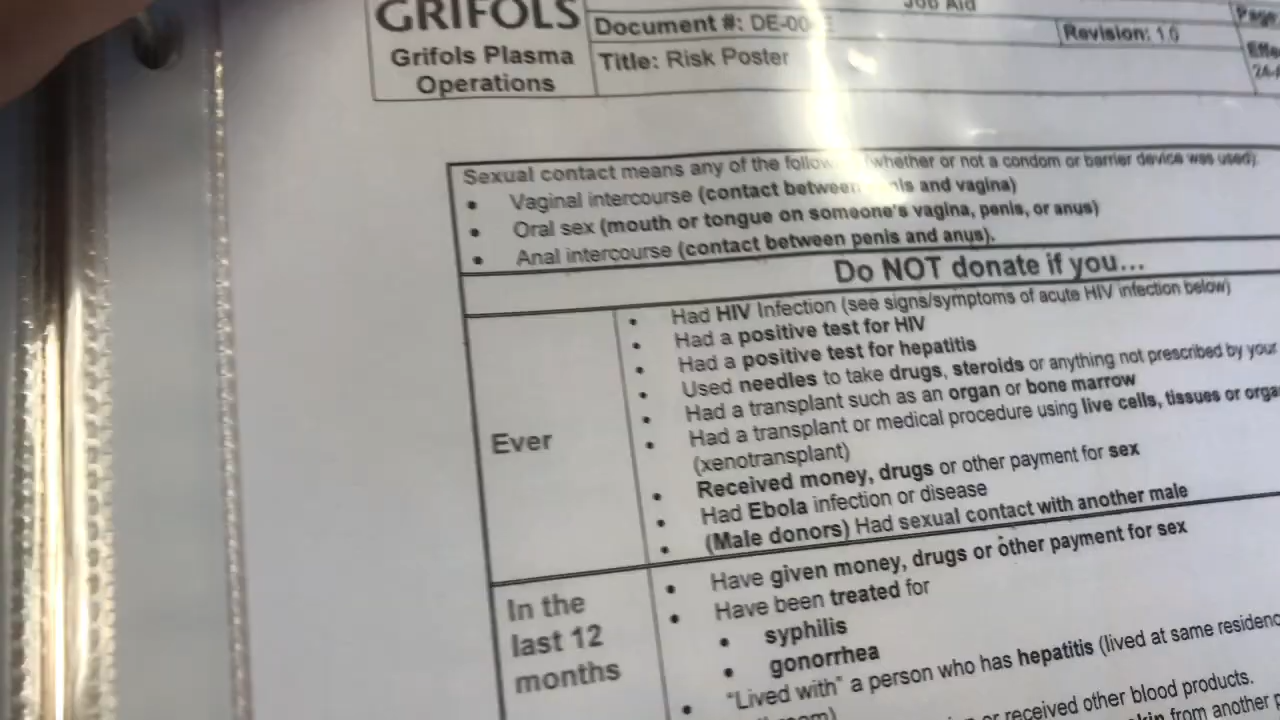 GRIFOLS
Grifols Plasma
Operations
Job Aid
Document #: DE-00
Revision: 1.0
Page
Title: Risk Poster
Sexual contact means any of the (whether or not a condom or barrier device was used):
• Vaginal intercourse (contact between and vagina)
• Oral sex (mouth or tongue on someone's vagina, penis, or anus)
• Anal intercourse (contact between penis and anus).
Do NOT donate if you...
Ever
• Had HIV Infection (see signs/symptoms of acute HIV infection below)
• Had a positive test for HIV
• Had a positive test for hepatitis
• Used needles to take drugs, steroids or anything not prescribed by your
• Had a transplant such as an organ or bone marrow
• Had a transplant or medical procedure using live cells, tissues or
(xenotransplant)
• Received money, drugs or other payment for sex
• Had Ebola infection or disease
• (Male donors) Had sexual contact with another male
In the
last 12
months
• Have given money, drugs or other payment for sex
• Have been treated for
• syphilis
• gonorrhea
• "Lived with" a person who has hepatitis (lived at same
or received other blood products.
from another